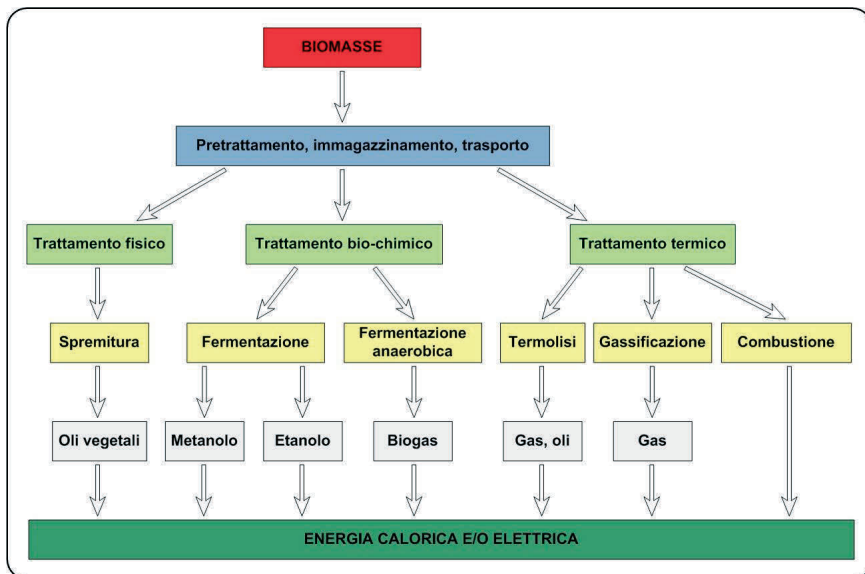 BIOMASSE
Pretrattamento, immagazzinamento, trasporto
Trattamento fisico
Trattamento bio-chimico
Trattamento termico
Spremitura
Fermentazione
Fermentazione
anaerobica
Termolisi
Gassificazione
Combustione
Oli vegetali
Metanolo
Etanolo
Biogas
Gas, oli
Gas
ENERGIA CALORICA E/O ELETTRICA